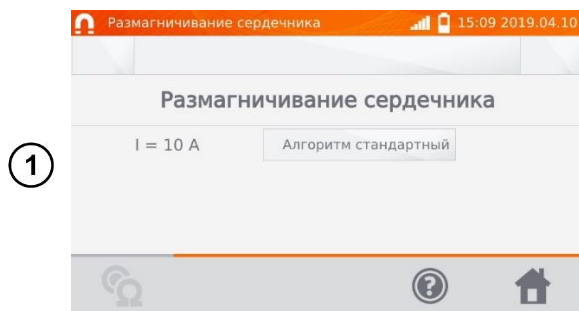 Размагничивание сердечника 15:09 2019.04.10
Размагничивание сердечника
1 I = 10 A Алгоритм стандартный